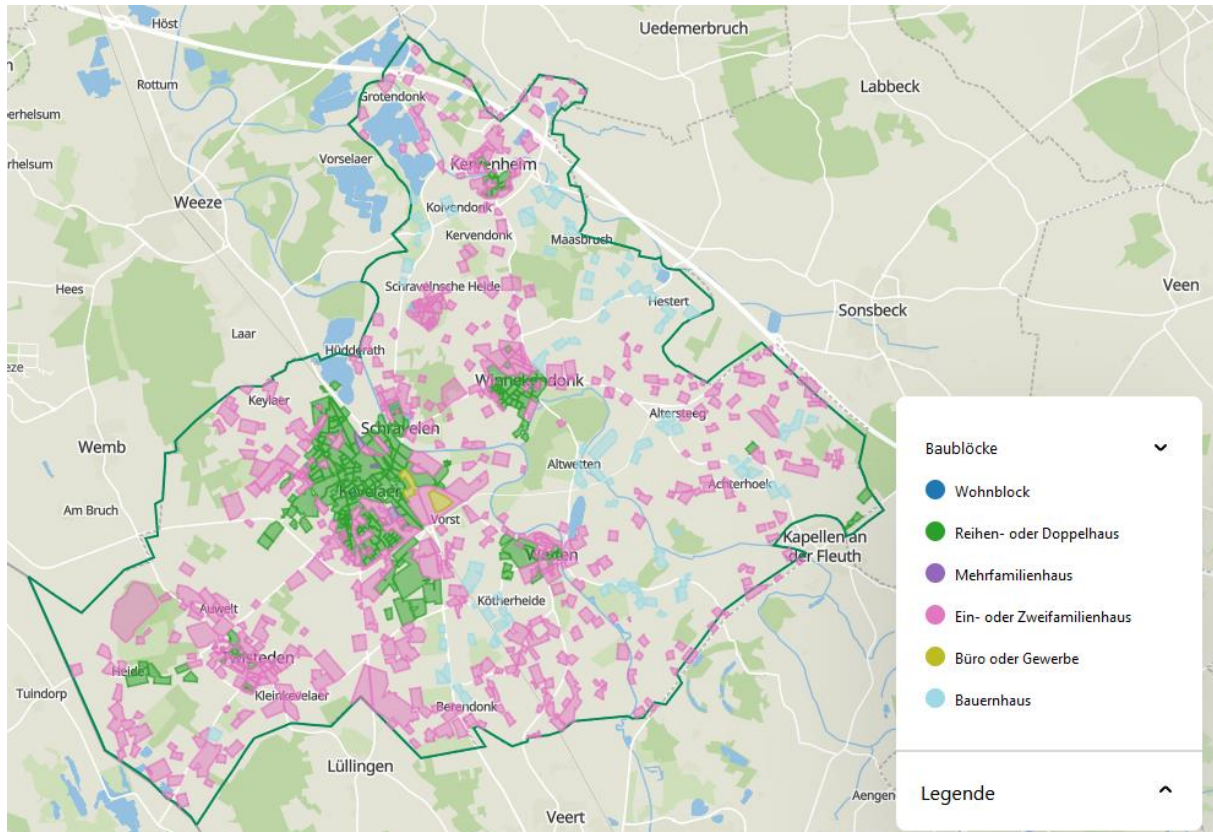 Höst
Uedemerbruch
Rottum
Labbeck
Grotendonk
erhelsum
Vorselaer
rhelsum
Kervenheim
Weeze
Kolvendonk
Kervendonk
Maasbruch
Hees
Schravelnsche Heide
Veen
Hestert
Sonsbeck
Laar
Hüdderath
eze
Winnekendonk
Keylaer
Altersteeg
Schravelen
Wemb
Altwetten
Kevelaer
Achterhoek
Am Bruch
Vorst
Kapellen an
der Fleuth
Wetten
Kötherheide
Auwelt
Twisteden
Heide
Tuindorp
Kleinkevelaer
Berendonk
Lüllingen
Veert
Aengen
Baublöcke
Wohnblock
Reihen- oder Doppelhaus
Mehrfamilienhaus
Ein- oder Zweifamilienhaus
Büro oder Gewerbe
Bauernhaus
Legende